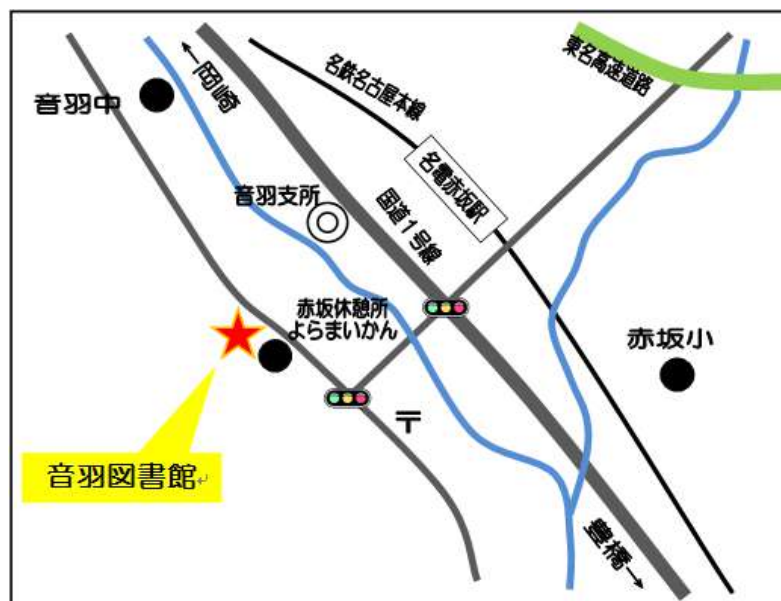 ←岡崎
名鉄名古屋本線
東名高速道路
音羽中
名電赤坂駅
音羽支所
国道1号線
赤坂休憩所
よらまいかん
赤坂小
〒
音羽図書館
豊橋→